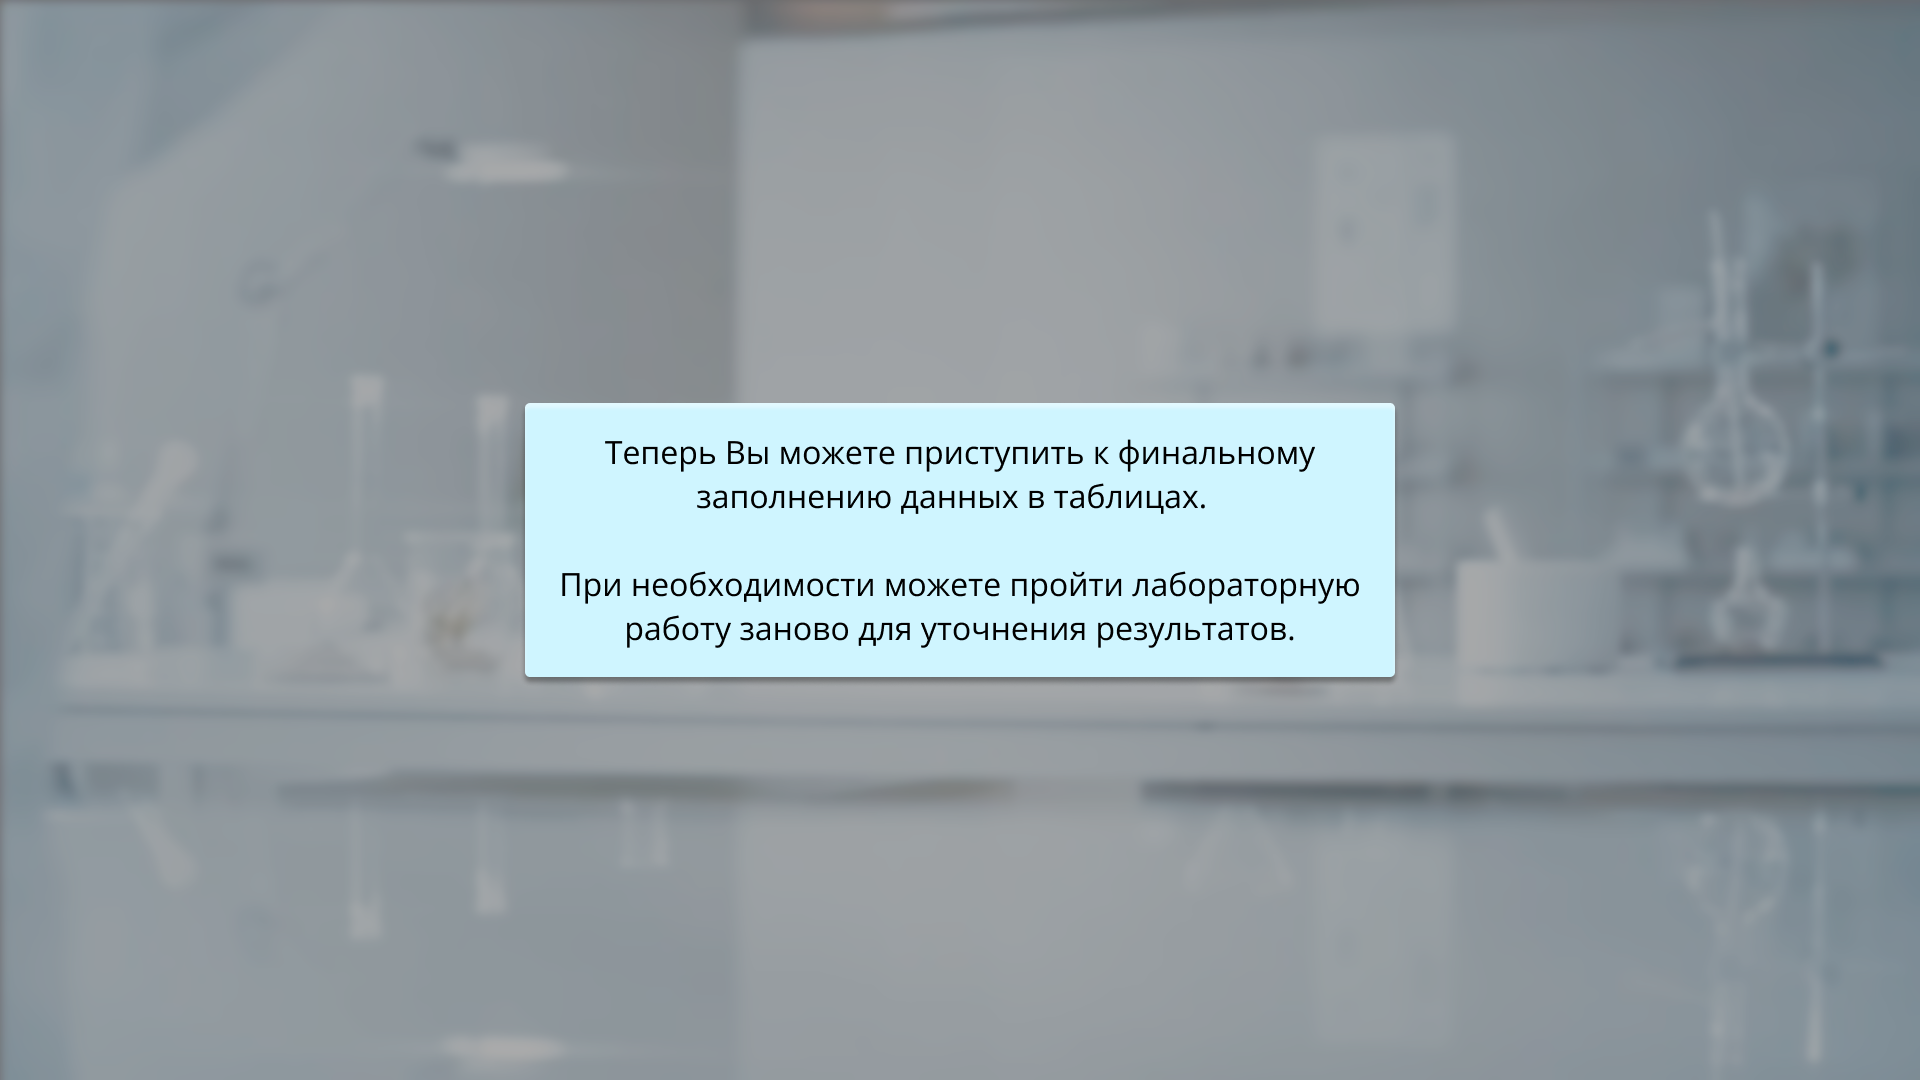 Теперь Вы можете приступить к финальному
заполнению данных в таблицах.
При необходимости можете пройти лабораторную
работу заново для уточнения результатов.